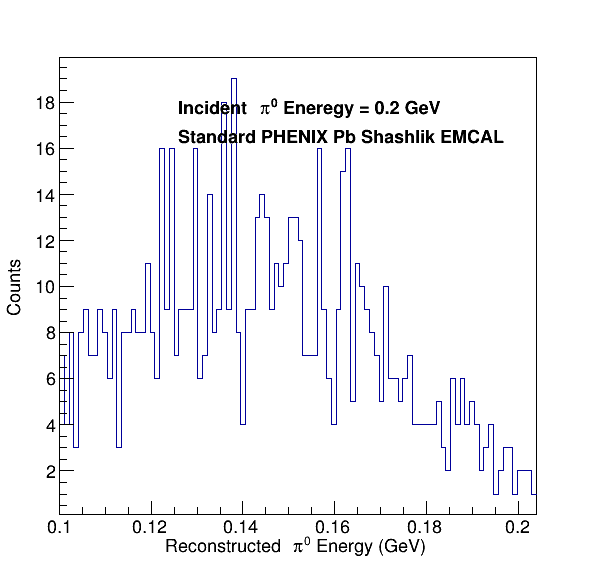 Incident π⁰ Eneregy = 0.2 GeV
Standard PHENIX Pb Shashlik EMCAL
Counts
18
16
14
12
10
8
6
4
2
0.1 0.12 0.14 0.16 0.18 0.2
Reconstructed π⁰ Energy (GeV)